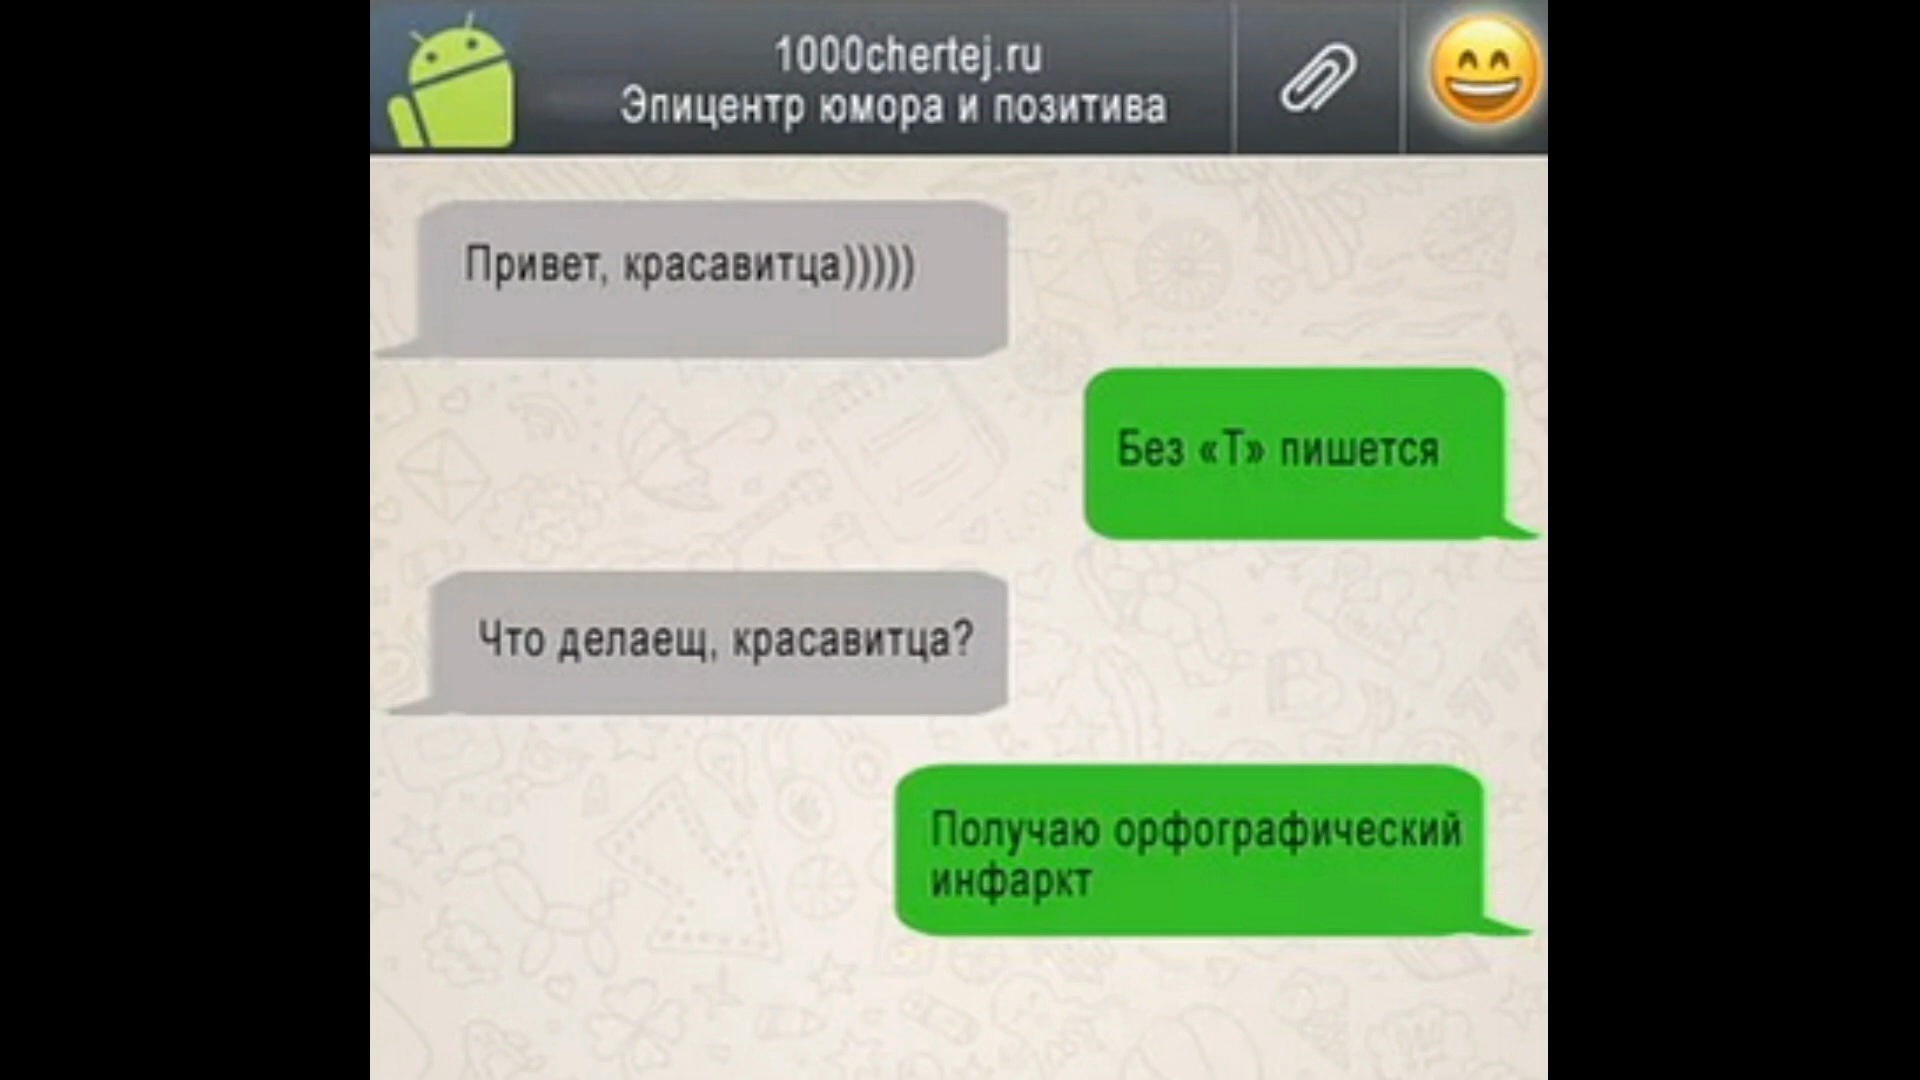 1000chertej.ru
Эпицентр юмора и позитива
Привет, красавитца)))))
Без «Т» пишется
Что делаещ, красавитца?
Получаю орфографический
инфаркт